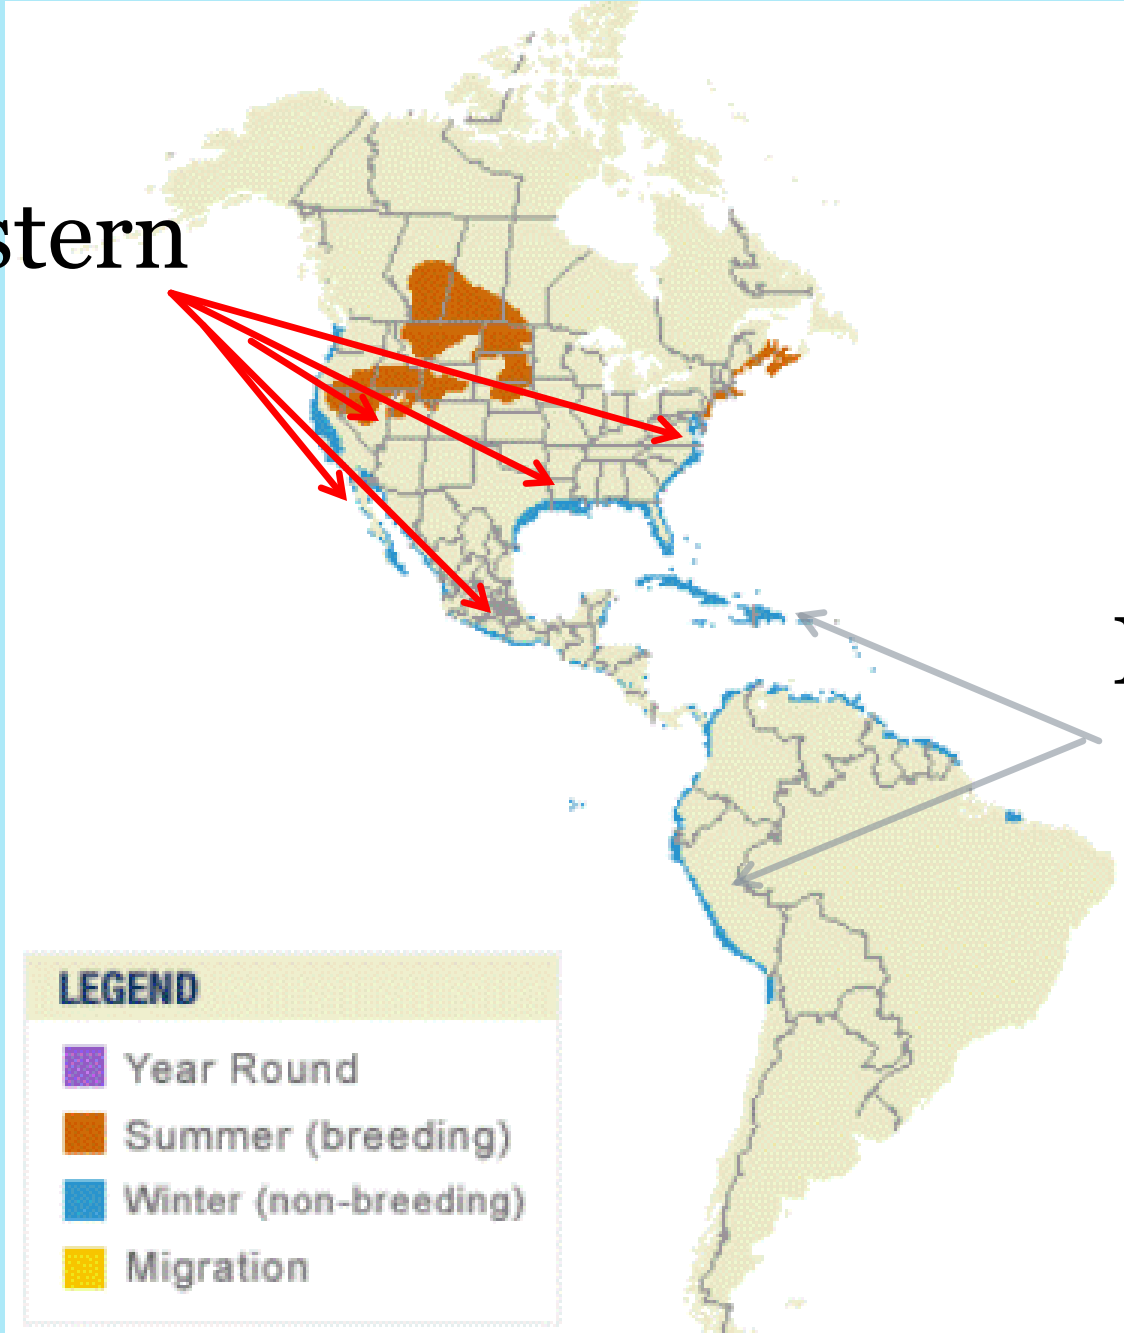 stern
LEGEND
Year Round
Summer (breeding)
Winter (non-breeding)
Migration